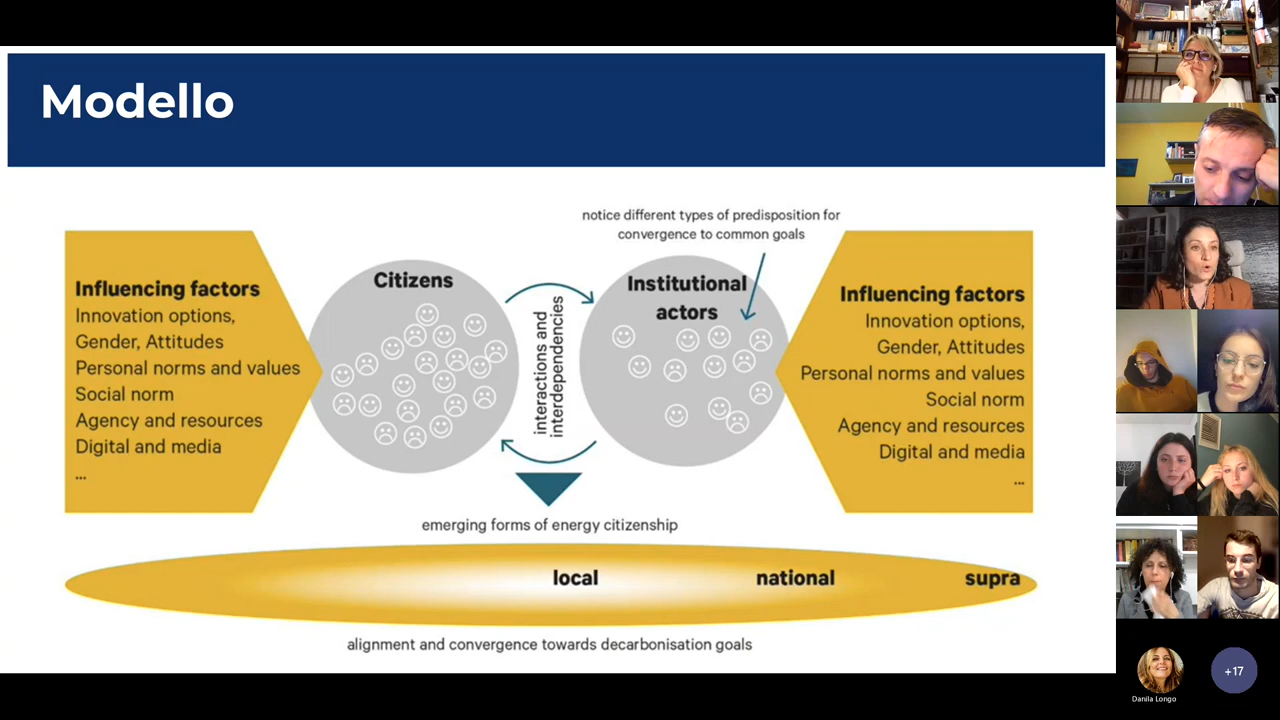 Modello
notice different types of predisposition for
convergence to common goals
Influencing factors
Innovation options,
Gender, Attitudes
Personal norms and values
Social norm
Agency and resources
Digital and media
...
Citizens
interactions and
interdependencies
Institutional
actors
Influencing factors
Innovation options,
Gender, Attitudes
Personal norms and values
Social norm
Agency and resources
Digital and media
...
emerging forms of energy citizenship
local national supra
alignment and convergence towards decarbonisation goals
Danila Longo
+17